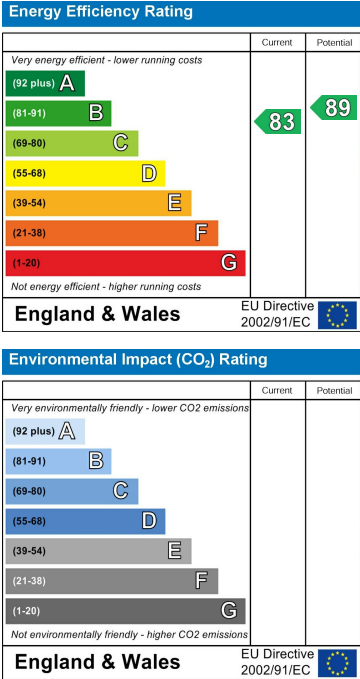 Energy Efficiency Rating
Current Potential
Very energy efficient - lower running costs
(92 plus) A
(81-91) B
83 89
(69-80) C
(55-68) D
(39-54) E
(21-38) F
(1-20) G
Not energy efficient - higher running costs
England & Wales
EU Directive
2002/91/EC
Environmental Impact (CO₂) Rating
Current Potential
Very environmentally friendly - lower CO2 emissions
(92 plus) A
(81-91) B
(69-80) C
(55-68) D
(39-54) E
(21-38) F
(1-20) G
Not environmentally friendly - higher CO2 emissions
England & Wales
EU Directive
2002/91/EC